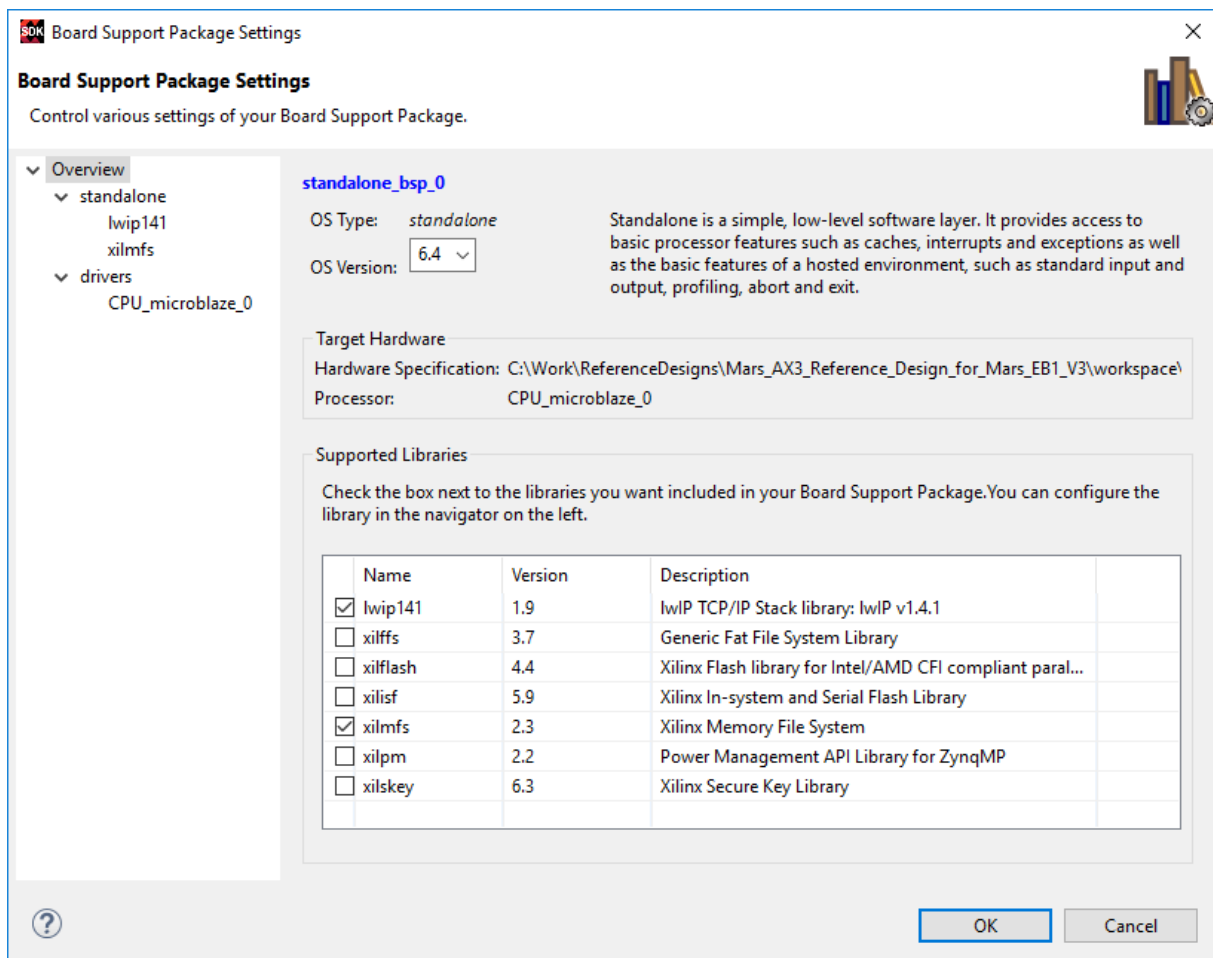 SDK Board Support Package Settings
Board Support Package Settings
Control various settings of your Board Support Package.
Overview
standalone
lwip141
xilmfs
drivers
CPU_microblaze_0
standalone_bsp_0
OS Type: standalone
OS Version: 6.4
Standalone is a simple, low-level software layer. It provides access to
basic processor features such as caches, interrupts and exceptions as well
as the basic features of a hosted environment, such as standard input and
output, profiling, abort and exit.
Target Hardware
Hardware Specification: C:\Work\ReferenceDesigns\Mars_AX3_Reference_Design_for_Mars_EB1_V3\workspace\
Processor: CPU_microblaze_0
Supported Libraries
Check the box next to the libraries you want included in your Board Support Package.You can configure the
library in the navigator on the left.
Name Version Description
lwip141 1.9 lwIP TCP/IP Stack library: lwIP v1.4.1
xilffs 3.7 Generic Fat File System Library
xilflash 4.4 Xilinx Flash library for Intel/AMD CFI compliant paral...
xilisf 5.9 Xilinx In-system and Serial Flash Library
xilmfs 2.3 Xilinx Memory File System
xilpm 2.2 Power Management API Library for ZynqMP
xilskey 6.3 Xilinx Secure Key Library
?
OK Cancel